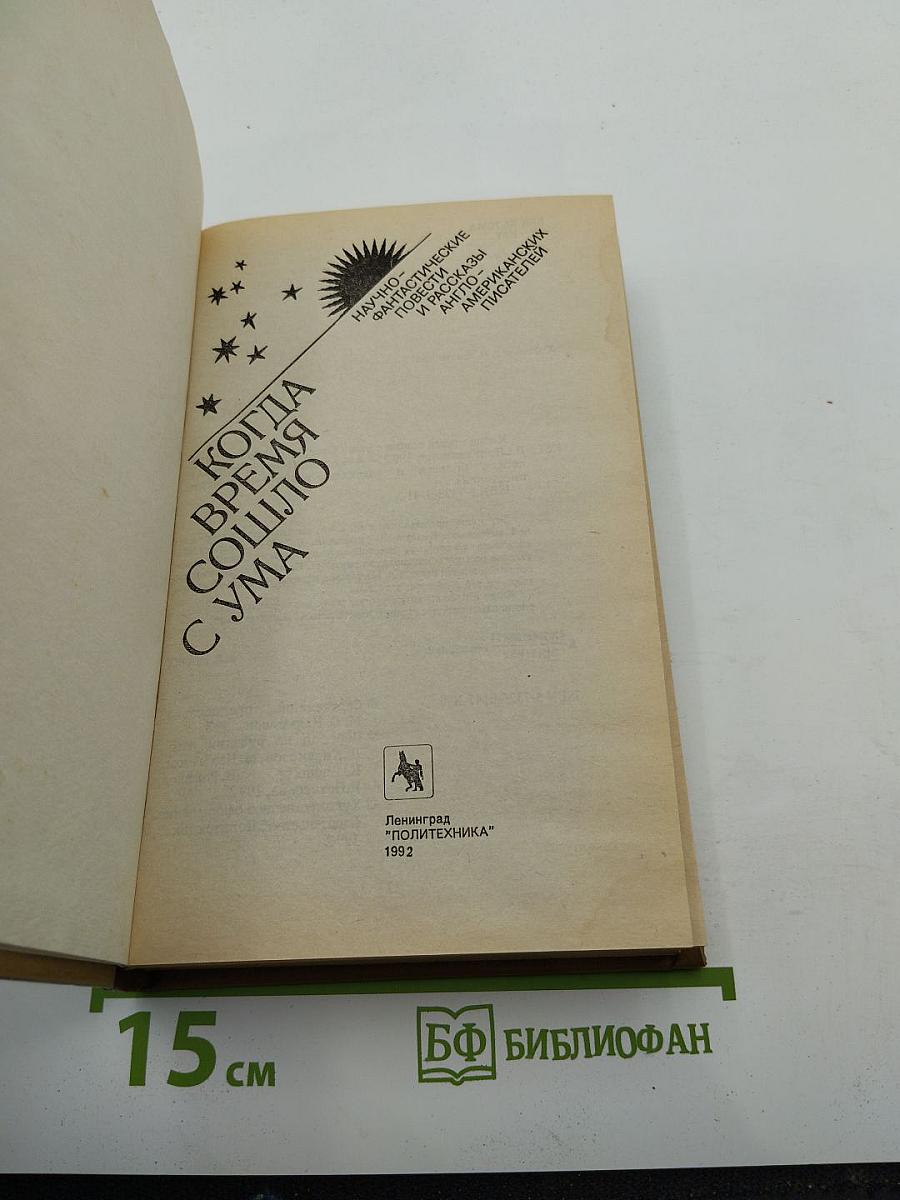 НАУЧНО-
ФАНТАСТИЧЕСКИЕ
ПОВЕСТИ
И РАССКАЗЫ
АНГЛО-
АМЕРИКАНСКИХ
ПИСАТЕЛЕЙ
КОГДА
ВРЕМЯ
СОШЛО
С УМА
Ленинград
"ПОЛИТЕХНИКА"
1992
15 см
БФ БИБЛИОФАН